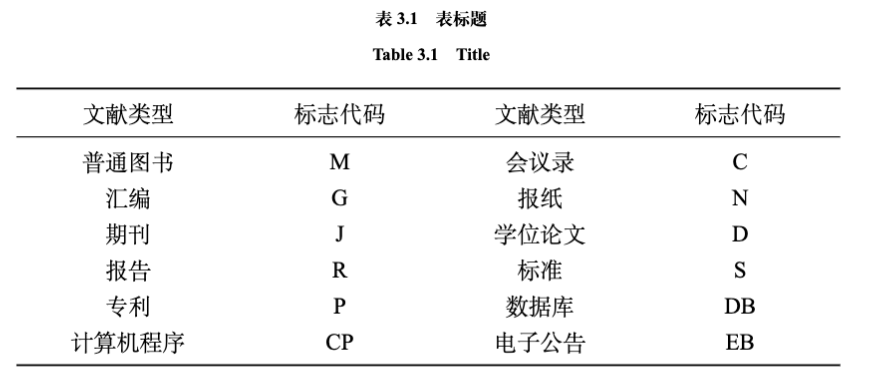 表 3.1 表标题
Table 3.1 Title
文献类型 标志代码 文献类型 标志代码
普通图书 M 会议录 C
汇编 G 报纸 N
期刊 J 学位论文 D
报告 R 标准 S
专利 P 数据库 DB
计算机程序 CP 电子公告 EB